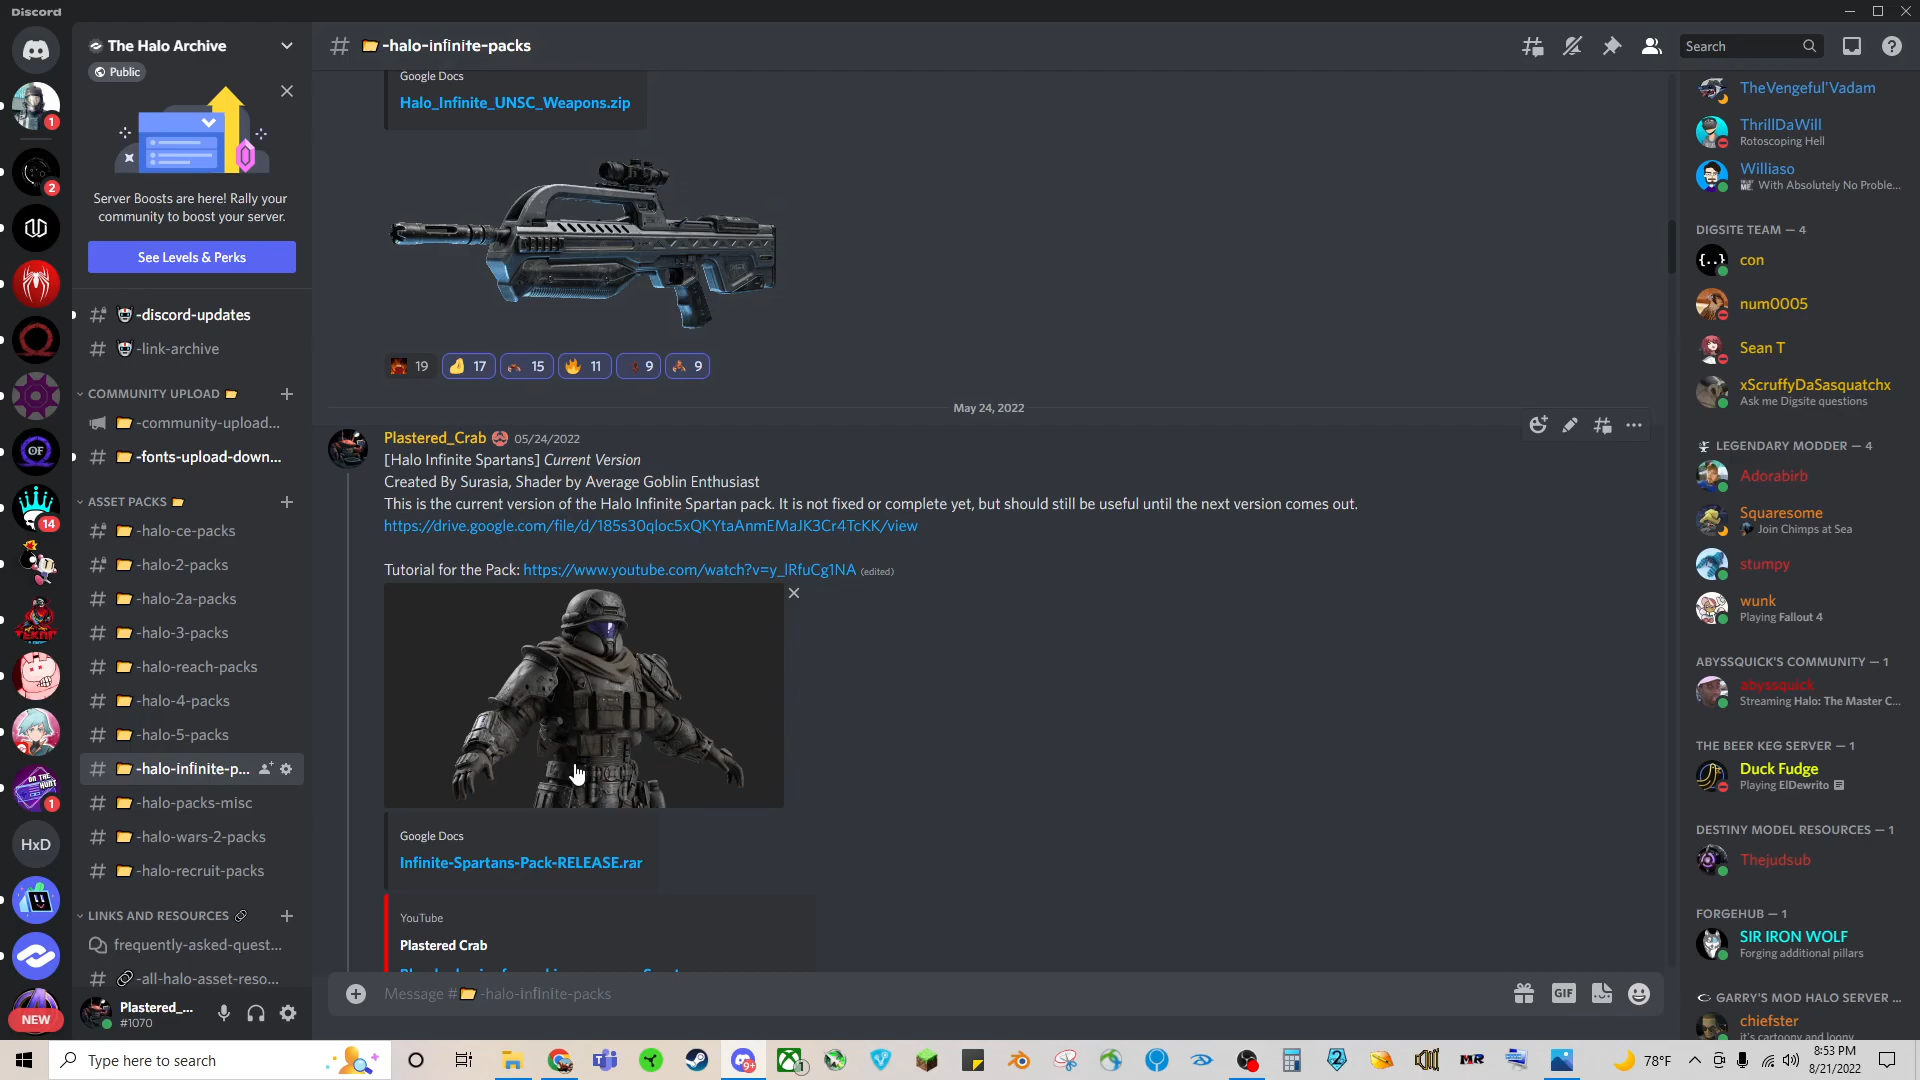 Discord
The Halo Archive
Public
Server Boosts are here! Rally your
community to boost your server.
See Levels & Perks
-discord-updates
-link-archive
COMMUNITY UPLOAD
-community-upload...
-fonts-upload-down...
ASSET PACKS
-halo-ce-packs
-halo-2-packs
-halo-2a-packs
-halo-3-packs
-halo-reach-packs
-halo-4-packs
-halo-5-packs
-halo-infinite-p...
-halo-packs-misc
-halo-wars-2-packs
-halo-recruit-packs
LINKS AND RESOURCES
frequently-asked-quest...
-all-halo-asset-reso...
Plastered_...
#1070
1
2
OF
14
1
HxD
NEW
-halo-infinite-packs
Search
Google Docs
Halo_Infinite_UNSC_Weapons.zip
19 17 15 11 9 9
May 24, 2022
Plastered_Crab 05/24/2022
[Halo Infinite Spartans] Current Version
Created By Surasia, Shader by Average Goblin Enthusiast
This is the current version of the Halo Infinite Spartan pack. It is not fixed or complete yet, but should still be useful until the next version comes out.
https://drive.google.com/file/d/185s30qloc5xQKYtaAnmEMaJK3Cr4TcKK/view
Tutorial for the Pack: https://www.youtube.com/watch?v=y_lRfuCg1NA (edited)
Google Docs
Infinite-Spartans-Pack-RELEASE.rar
YouTube
Plastered Crab
Message # -halo-infinite-packs
GIF
TheVengeful'Vadam
ThrillDaWill
Rotoscoping Hell
Williaso
With Absolutely No Proble...
DIGSITE TEAM — 4
con
num0005
Sean T
xScruffyDaSasquatchx
Ask me Digsite questions
LEGENDARY MODDER — 4
Adorabirb
Squaresome
Join Chimps at Sea
stumpy
wunk
Playing Fallout 4
ABYSSQUICK'S COMMUNITY — 1
abyssquick
Streaming Halo: The Master C...
THE BEER KEG SERVER — 1
Duck Fudge
Playing ElDewrito
DESTINY MODEL RESOURCES — 1
Thejudsub
FORGEHUB — 1
SIR IRON WOLF
Forging additional pillars
GARRY'S MOD HALO SERVER ...
chiefster
it's cartoony and loony
Type here to search
9+
1
MR
78°F
8:53 PM
8/21/2022